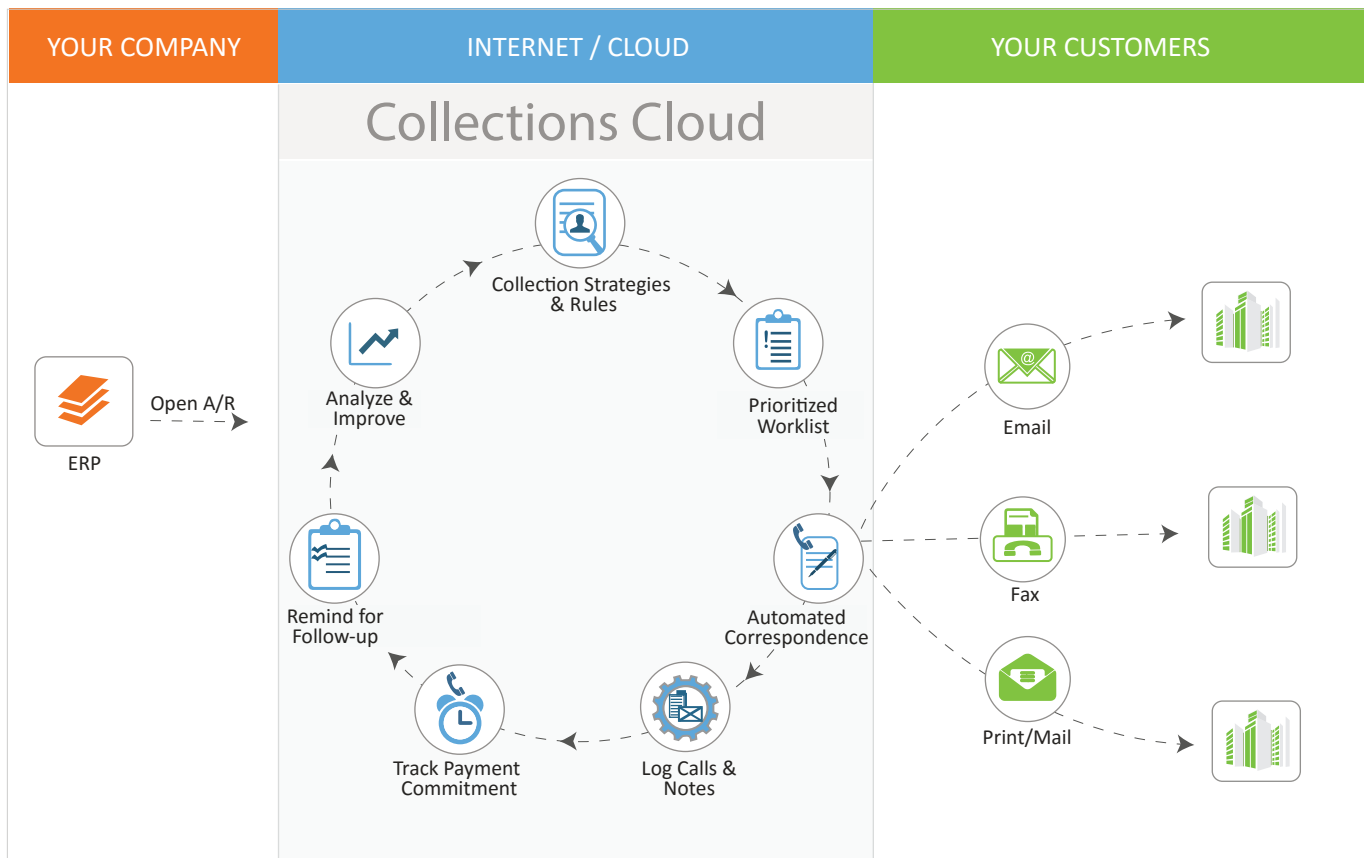 YOUR COMPANY
INTERNET / CLOUD
YOUR CUSTOMERS
Collections Cloud
Collection Strategies
& Rules
Analyze &
Improve
Prioritized
Worklist
Open A/R
ERP
Email
@
Remind for
Follow-up
Automated
Correspondence
Fax
Track Payment
Commitment
Log Calls &
Notes
Print/Mail